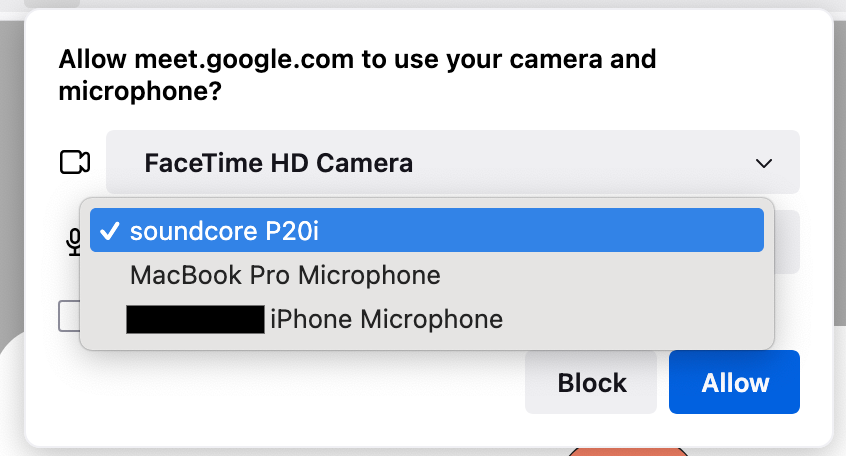 Allow meet.google.com to use your camera and
microphone?
FaceTime HD Camera
soundcore P20i
MacBook Pro Microphone
iPhone Microphone
Block
Allow